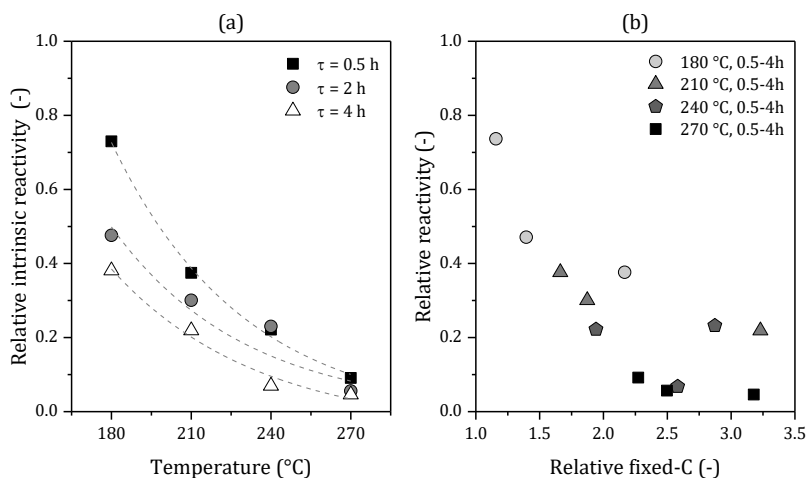 (a)
1.0
0.8
0.6
0.4
0.2
0.0
Relative intrinsic reactivity (-)
τ = 0.5 h
τ = 2 h
τ = 4 h
180
210
240
270
Temperature (°C)
(b)
1.0
0.8
0.6
0.4
0.2
0.0
Relative reactivity (-)
180 °C, 0.5-4h
210 °C, 0.5-4h
240 °C, 0.5-4h
270 °C, 0.5-4h
1.0
1.5
2.0
2.5
3.0
3.5
Relative fixed-C (-)